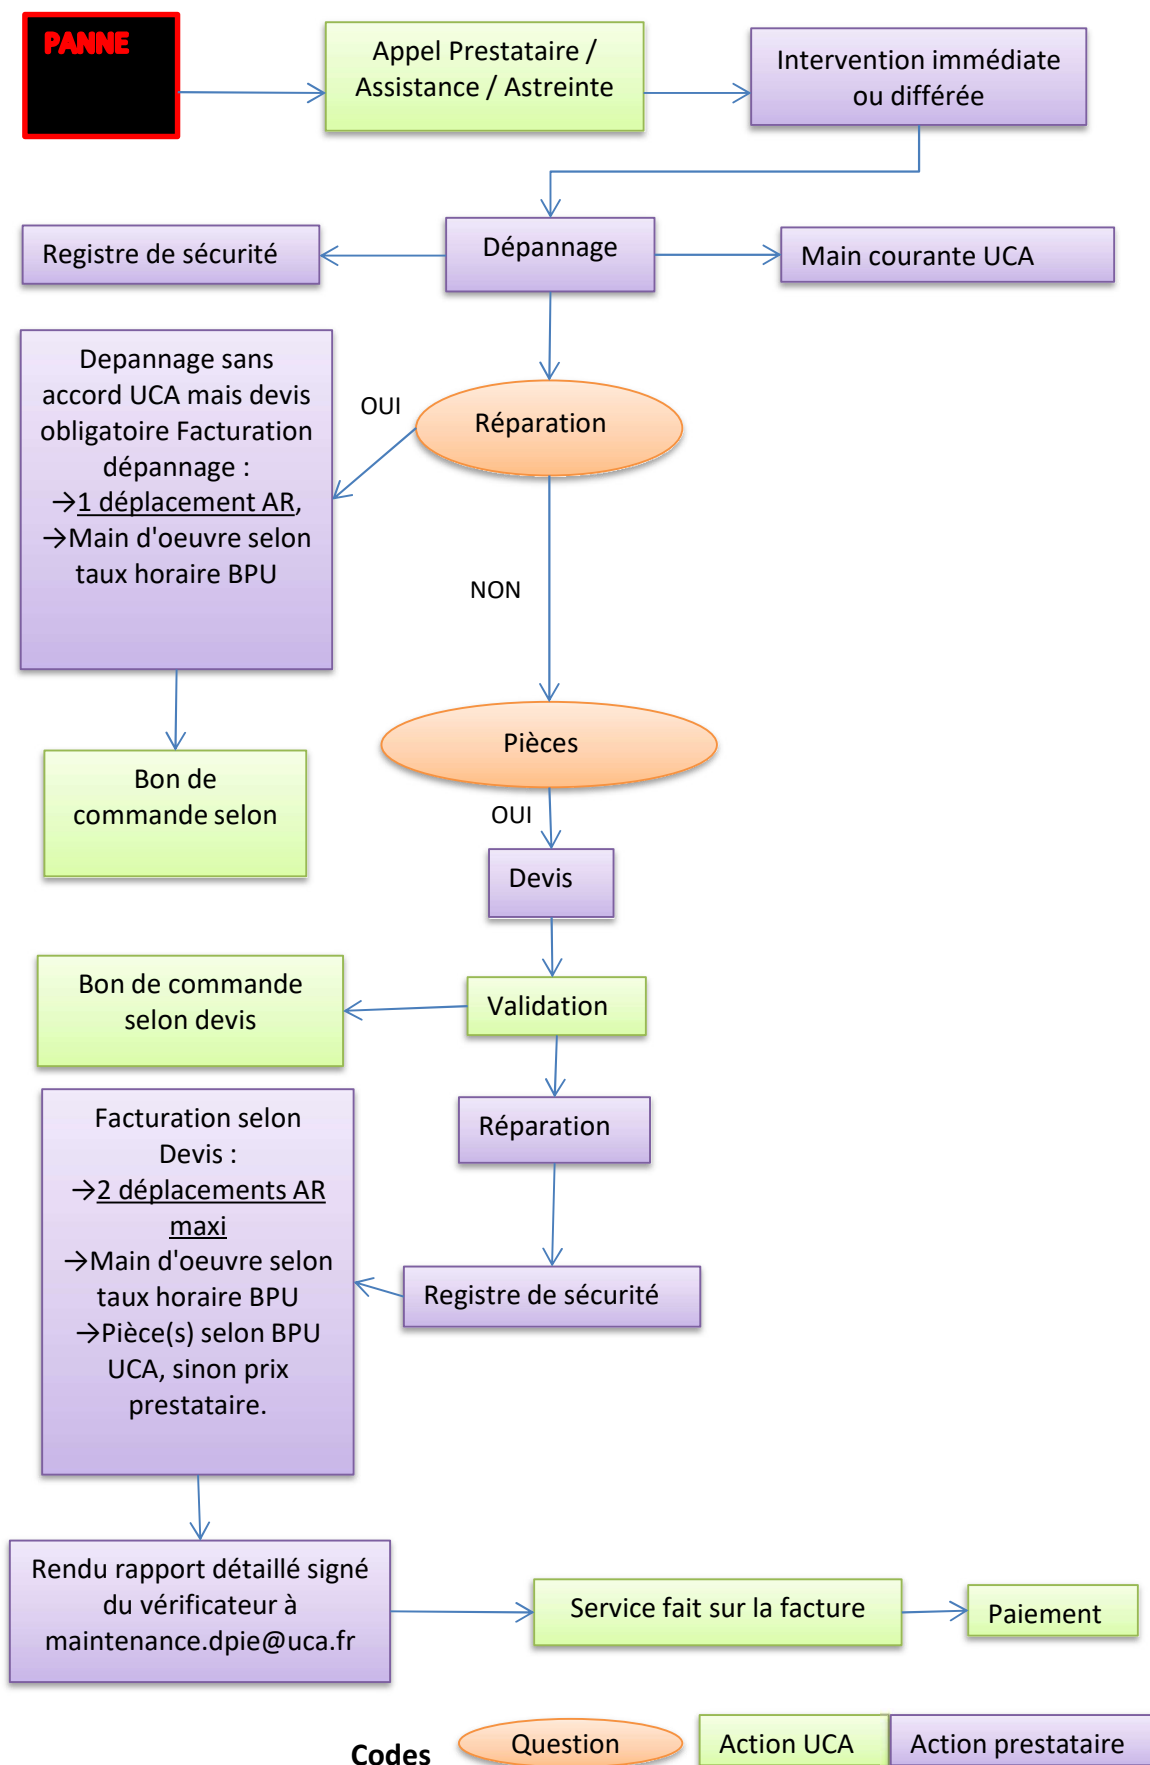 PANNE
Appel Prestataire /
Assistance / Astreinte
Intervention immédiate
ou différée
Registre de sécurité
Dépannage
Main courante UCA
Depannage sans
accord UCA mais devis
obligatoire Facturation
dépannage :
→1 déplacement AR,
→Main d'oeuvre selon
taux horaire BPU
OUI
Réparation
NON
Pièces
Bon de
commande selon
OUI
Devis
Bon de commande
selon devis
Validation
Facturation selon
Devis :
→2 déplacements AR
maxi
→Main d'oeuvre selon
taux horaire BPU
→Pièce(s) selon BPU
UCA, sinon prix
prestataire.
Réparation
Registre de sécurité
Rendu rapport détaillé signé
du vérificateur à
maintenance.dpie@uca.fr
Service fait sur la facture
Paiement
Codes
Question
Action UCA
Action prestataire